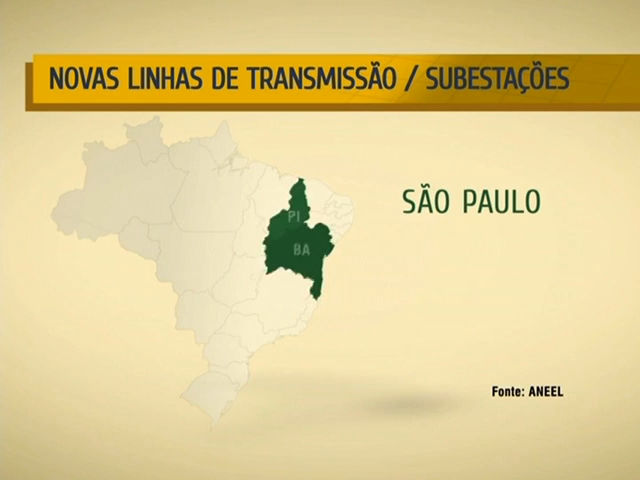 NOVAS LINHAS DE TRANSMISSÃO / SUBESTAÇÕES
SÃO PAULO
PI
BA
Fonte: ANEEL